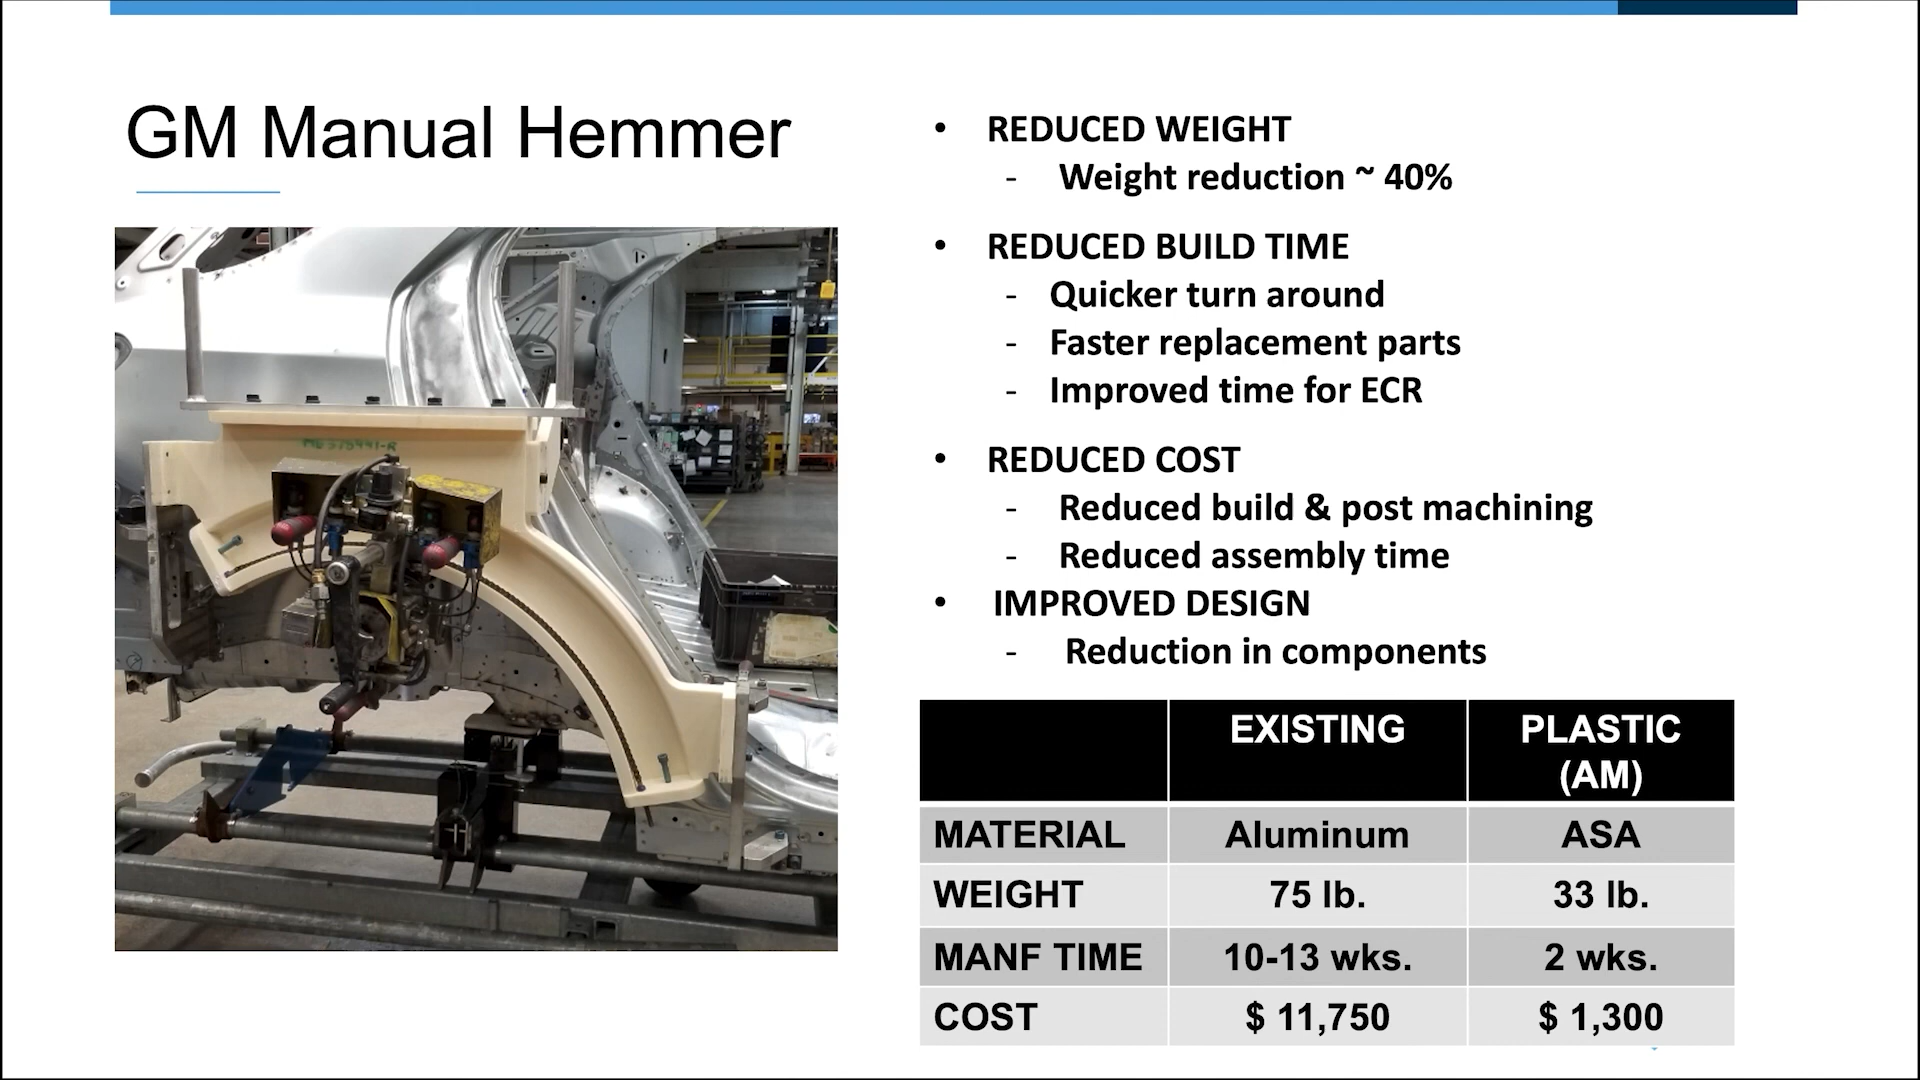 GM Manual Hemmer
• REDUCED WEIGHT
- Weight reduction ~ 40%
• REDUCED BUILD TIME
- Quicker turn around
- Faster replacement parts
- Improved time for ECR
• REDUCED COST
- Reduced build & post machining
- Reduced assembly time
• IMPROVED DESIGN
- Reduction in components
EXISTING PLASTIC
(AM)
MATERIAL Aluminum ASA
WEIGHT 75 lb. 33 lb.
MANF TIME 10-13 wks. 2 wks.
COST $ 11,750 $ 1,300